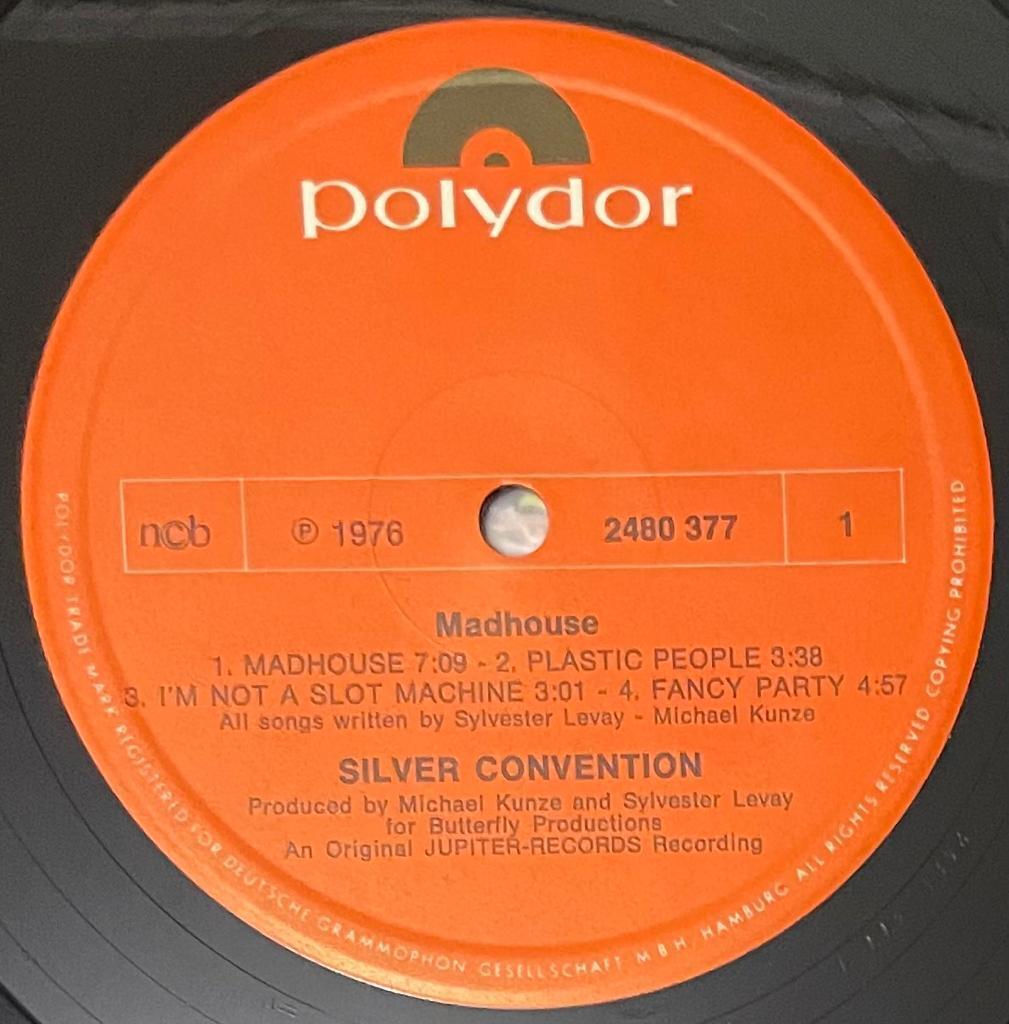 polydor
ncb ℗ 1976 2480 377 1
Madhouse
1. MADHOUSE 7:09 - 2. PLASTIC PEOPLE 3:38
3. I'M NOT A SLOT MACHINE 3:01 - 4. FANCY PARTY 4:57
All songs written by Sylvester Levay - Michael Kunze
SILVER CONVENTION
Produced by Michael Kunze and Sylvester Levay
for Butterfly Productions
An Original JUPITER-RECORDS Recording
POLYDOR TRADE MARK REGISTERED FOR DEUTSCHE GRAMMOPHON GESELLSCHAFT M B H, HAMBURG ALL RIGHTS RESERVED COPYING PROHIBITED